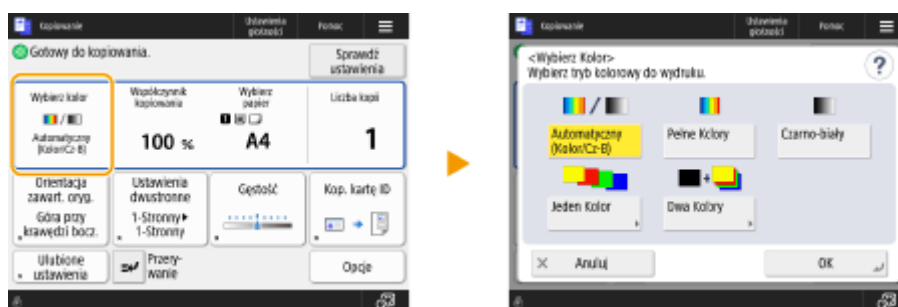 Kopiowanie
Ustawienia
głośności
Pomoc
Gotowy do kopiowania.
Sprawdź
ustawienia
Wybierz kolor
Automatyczny
(Kolor/Cz-B)
Współczynnik
kopiowania
100 %
Wybierz
papier
1
A4
Liczba kopii
1
Orientacja
zawart. oryg.
Góra przy
krawędzi bocz.
Ustawienia
dwustronne
1-Stronny
1-Stronny
Gęstość
Kop. kartę ID
Ulubione
ustawienia
Przery-
wanie
Opcje
Kopiowanie
Ustawienia
głośności
Pomoc
<Wybierz Kolor>
Wybierz tryb kolorowy do wydruku.
?
Automatyczny
(Kolor/Cz-B)
Pełne Kolory
Czarno-biały
Jeden Kolor
Dwa Kolory
Anuluj
OK